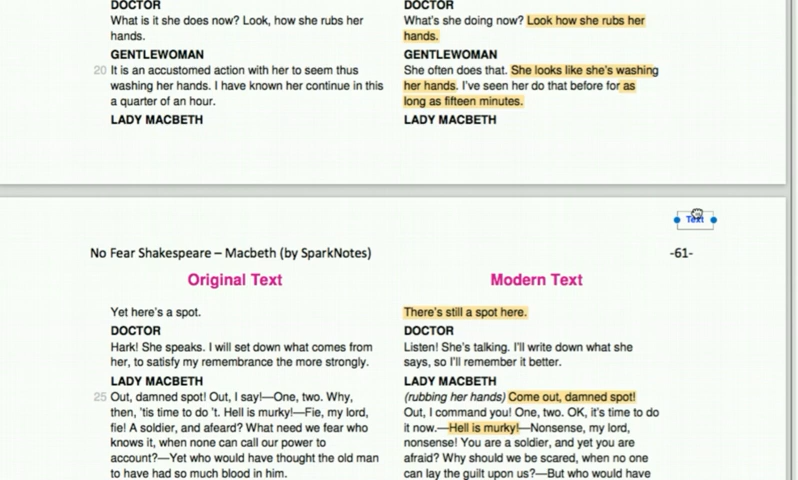 DOCTOR
What is it she does now? Look, how she rubs her
hands.
GENTLEWOMAN
20 It is an accustomed action with her to seem thus
washing her hands. I have known her continue in this
a quarter of an hour.
LADY MACBETH
DOCTOR
What's she doing now? Look how she rubs her
hands.
GENTLEWOMAN
She often does that. She looks like she's washing
her hands. I've seen her do that before for as
long as fifteen minutes.
LADY MACBETH
Text
No Fear Shakespeare – Macbeth (by SparkNotes)
-61-
Original Text
Yet here's a spot.
DOCTOR
Hark! She speaks. I will set down what comes from
her, to satisfy my remembrance the more strongly.
LADY MACBETH
25 Out, damned spot! Out, I say!—One, two. Why,
then, 'tis time to do 't. Hell is murky!—Fie, my lord,
fie! A soldier, and afeard? What need we fear who
knows it, when none can call our power to
account?—Yet who would have thought the old man
to have had so much blood in him.
Modern Text
There's still a spot here.
DOCTOR
Listen! She's talking. I'll write down what she
says, so I'll remember it better.
LADY MACBETH
(rubbing her hands) Come out, damned spot!
Out, I command you! One, two. OK, it's time to do
it now.—Hell is murky!—Nonsense, my lord,
nonsense! You are a soldier, and yet you are
afraid? Why should we be scared, when no one
can lay the guilt upon us?—But who would have